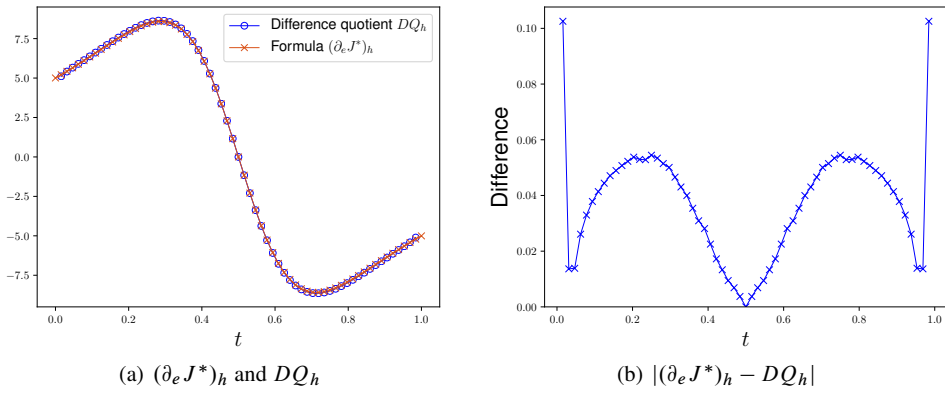 7.5
5.0
2.5
0.0
−2.5
−5.0
−7.5
0.0 0.2 0.4 0.6 0.8 1.0
t
Difference quotient DQ_h
Formula (∂_e J*)_h
(a) (∂_e J*)_h and DQ_h
0.10
0.08
0.06
0.04
0.02
0.00
Difference
0.0 0.2 0.4 0.6 0.8 1.0
t
(b) |(∂_e J*)_h − DQ_h|